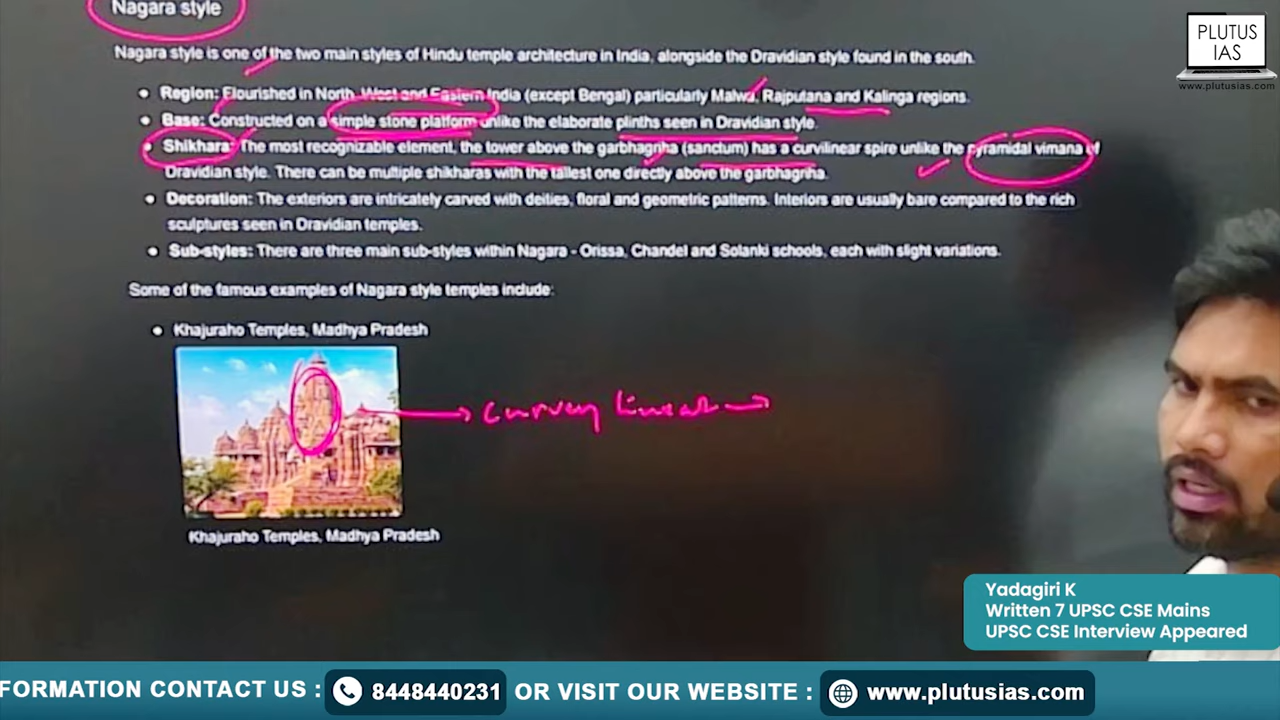 Nagara style
PLUTUS
IAS
www.plutusias.com
Nagara style is one of the two main styles of Hindu temple architecture in India, alongside the Dravidian style found in the south.
• Region: Flourished in North, West and Eastern India (except Bengal) particularly Malwa, Rajputana and Kalinga regions.
• Base: Constructed on a simple stone platform unlike the elaborate plinths seen in Dravidian style.
• Shikhara: The most recognizable element, the tower above the garbhagriha (sanctum) has a curvilinear spire unlike the pyramidal vimana of
Dravidian style. There can be multiple shikharas with the tallest one directly above the garbhagriha.
• Decoration: The exteriors are intricately carved with deities, floral and geometric patterns. Interiors are usually bare compared to the rich
sculptures seen in Dravidian temples.
• Sub-styles: There are three main sub-styles within Nagara - Orissa, Chandel and Solanki schools, each with slight variations.
Some of the famous examples of Nagara style temples include:
• Khajuraho Temples, Madhya Pradesh
Khajuraho Temples, Madhya Pradesh
Yadagiri K
Written 7 UPSC CSE Mains
UPSC CSE Interview Appeared
FORMATION CONTACT US : 8448440231 OR VISIT OUR WEBSITE : www.plutusias.com